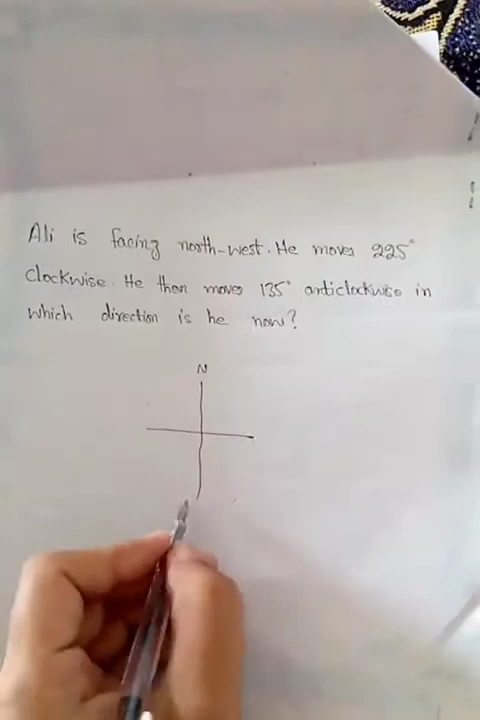 Ali is facing north-west. He moves 225°
clockwise. He then moves 135° anticlockwise in
which direction is he now?
N